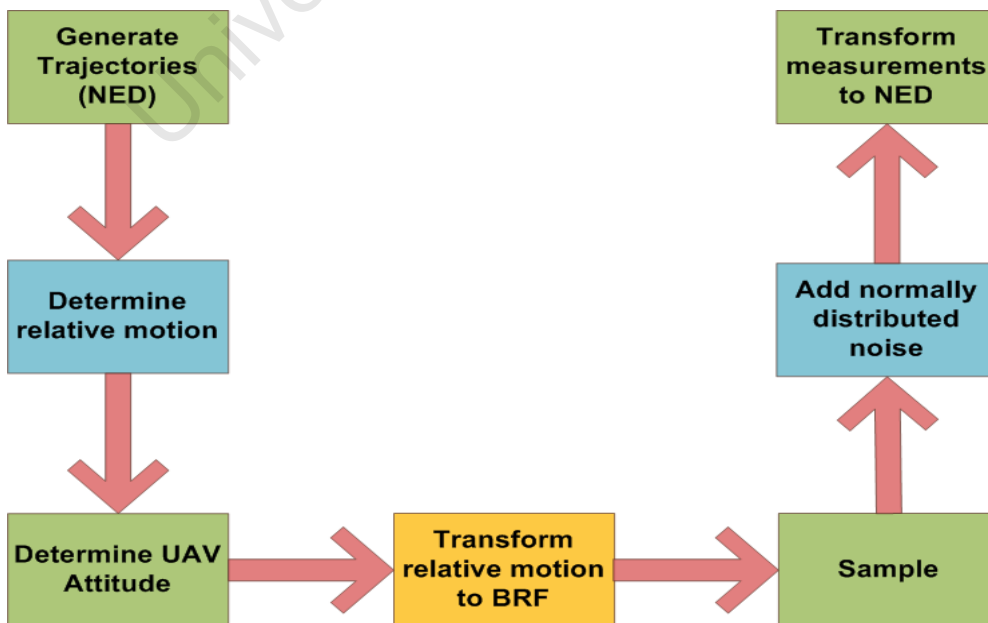 Generate
Trajectories
(NED)
Determine
relative motion
Determine UAV
Attitude
Transform
relative motion
to BRF
Sample
Add normally
distributed
noise
Transform
measurements
to NED